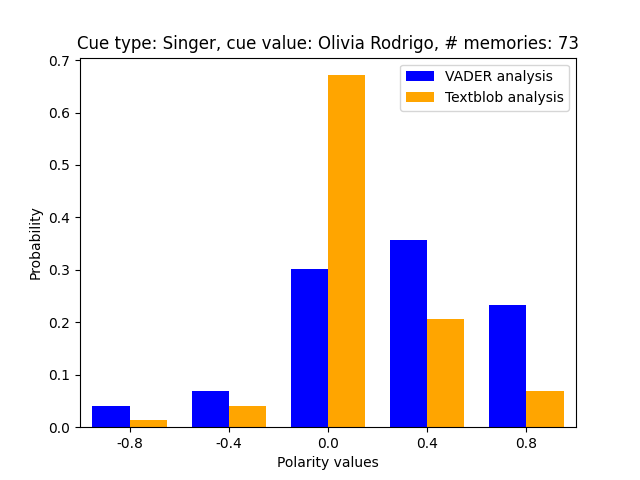 Cue type: Singer, cue value: Olivia Rodrigo, # memories: 73
VADER analysis
Textblob analysis
Probability
0.7
0.6
0.5
0.4
0.3
0.2
0.1
0.0
-0.8 -0.4 0.0 0.4 0.8
Polarity values